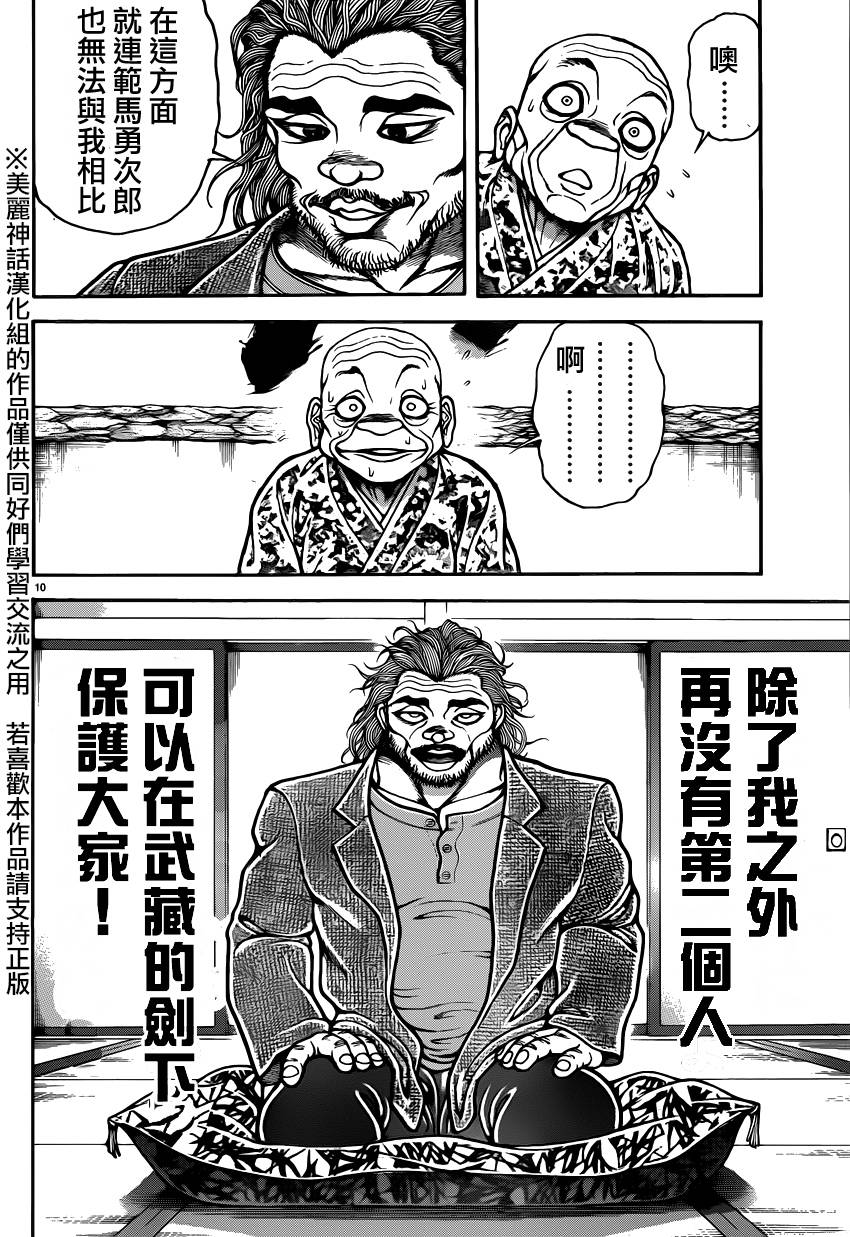 噢……
在這方面
就連範馬勇次郎
也無法與我相比
………………
啊……
10
除了我之外
再沒有第二個人
可以在武藏的劍下
保護大家！
※美麗神話漢化組的作品僅供同好們學習交流之用　若喜歡本作品請支持正版